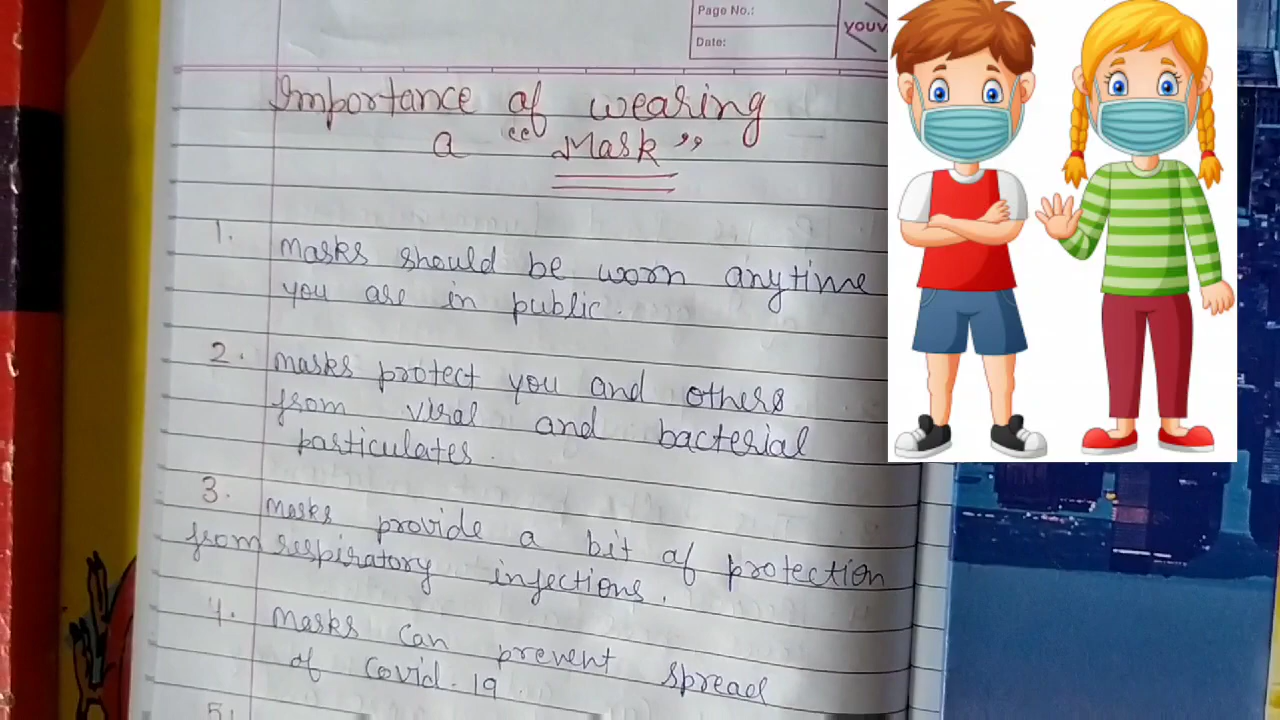 Page No.:
Date:
YOUV
Importance of wearing
a "Mask"
1. Masks should be worn anytime
you are in public.
2. Masks protect you and others
from viral and bacterial
particulates.
3. Masks provide a bit of protection
from respiratory infections.
4. Masks can prevent spread
of Covid-19
5.